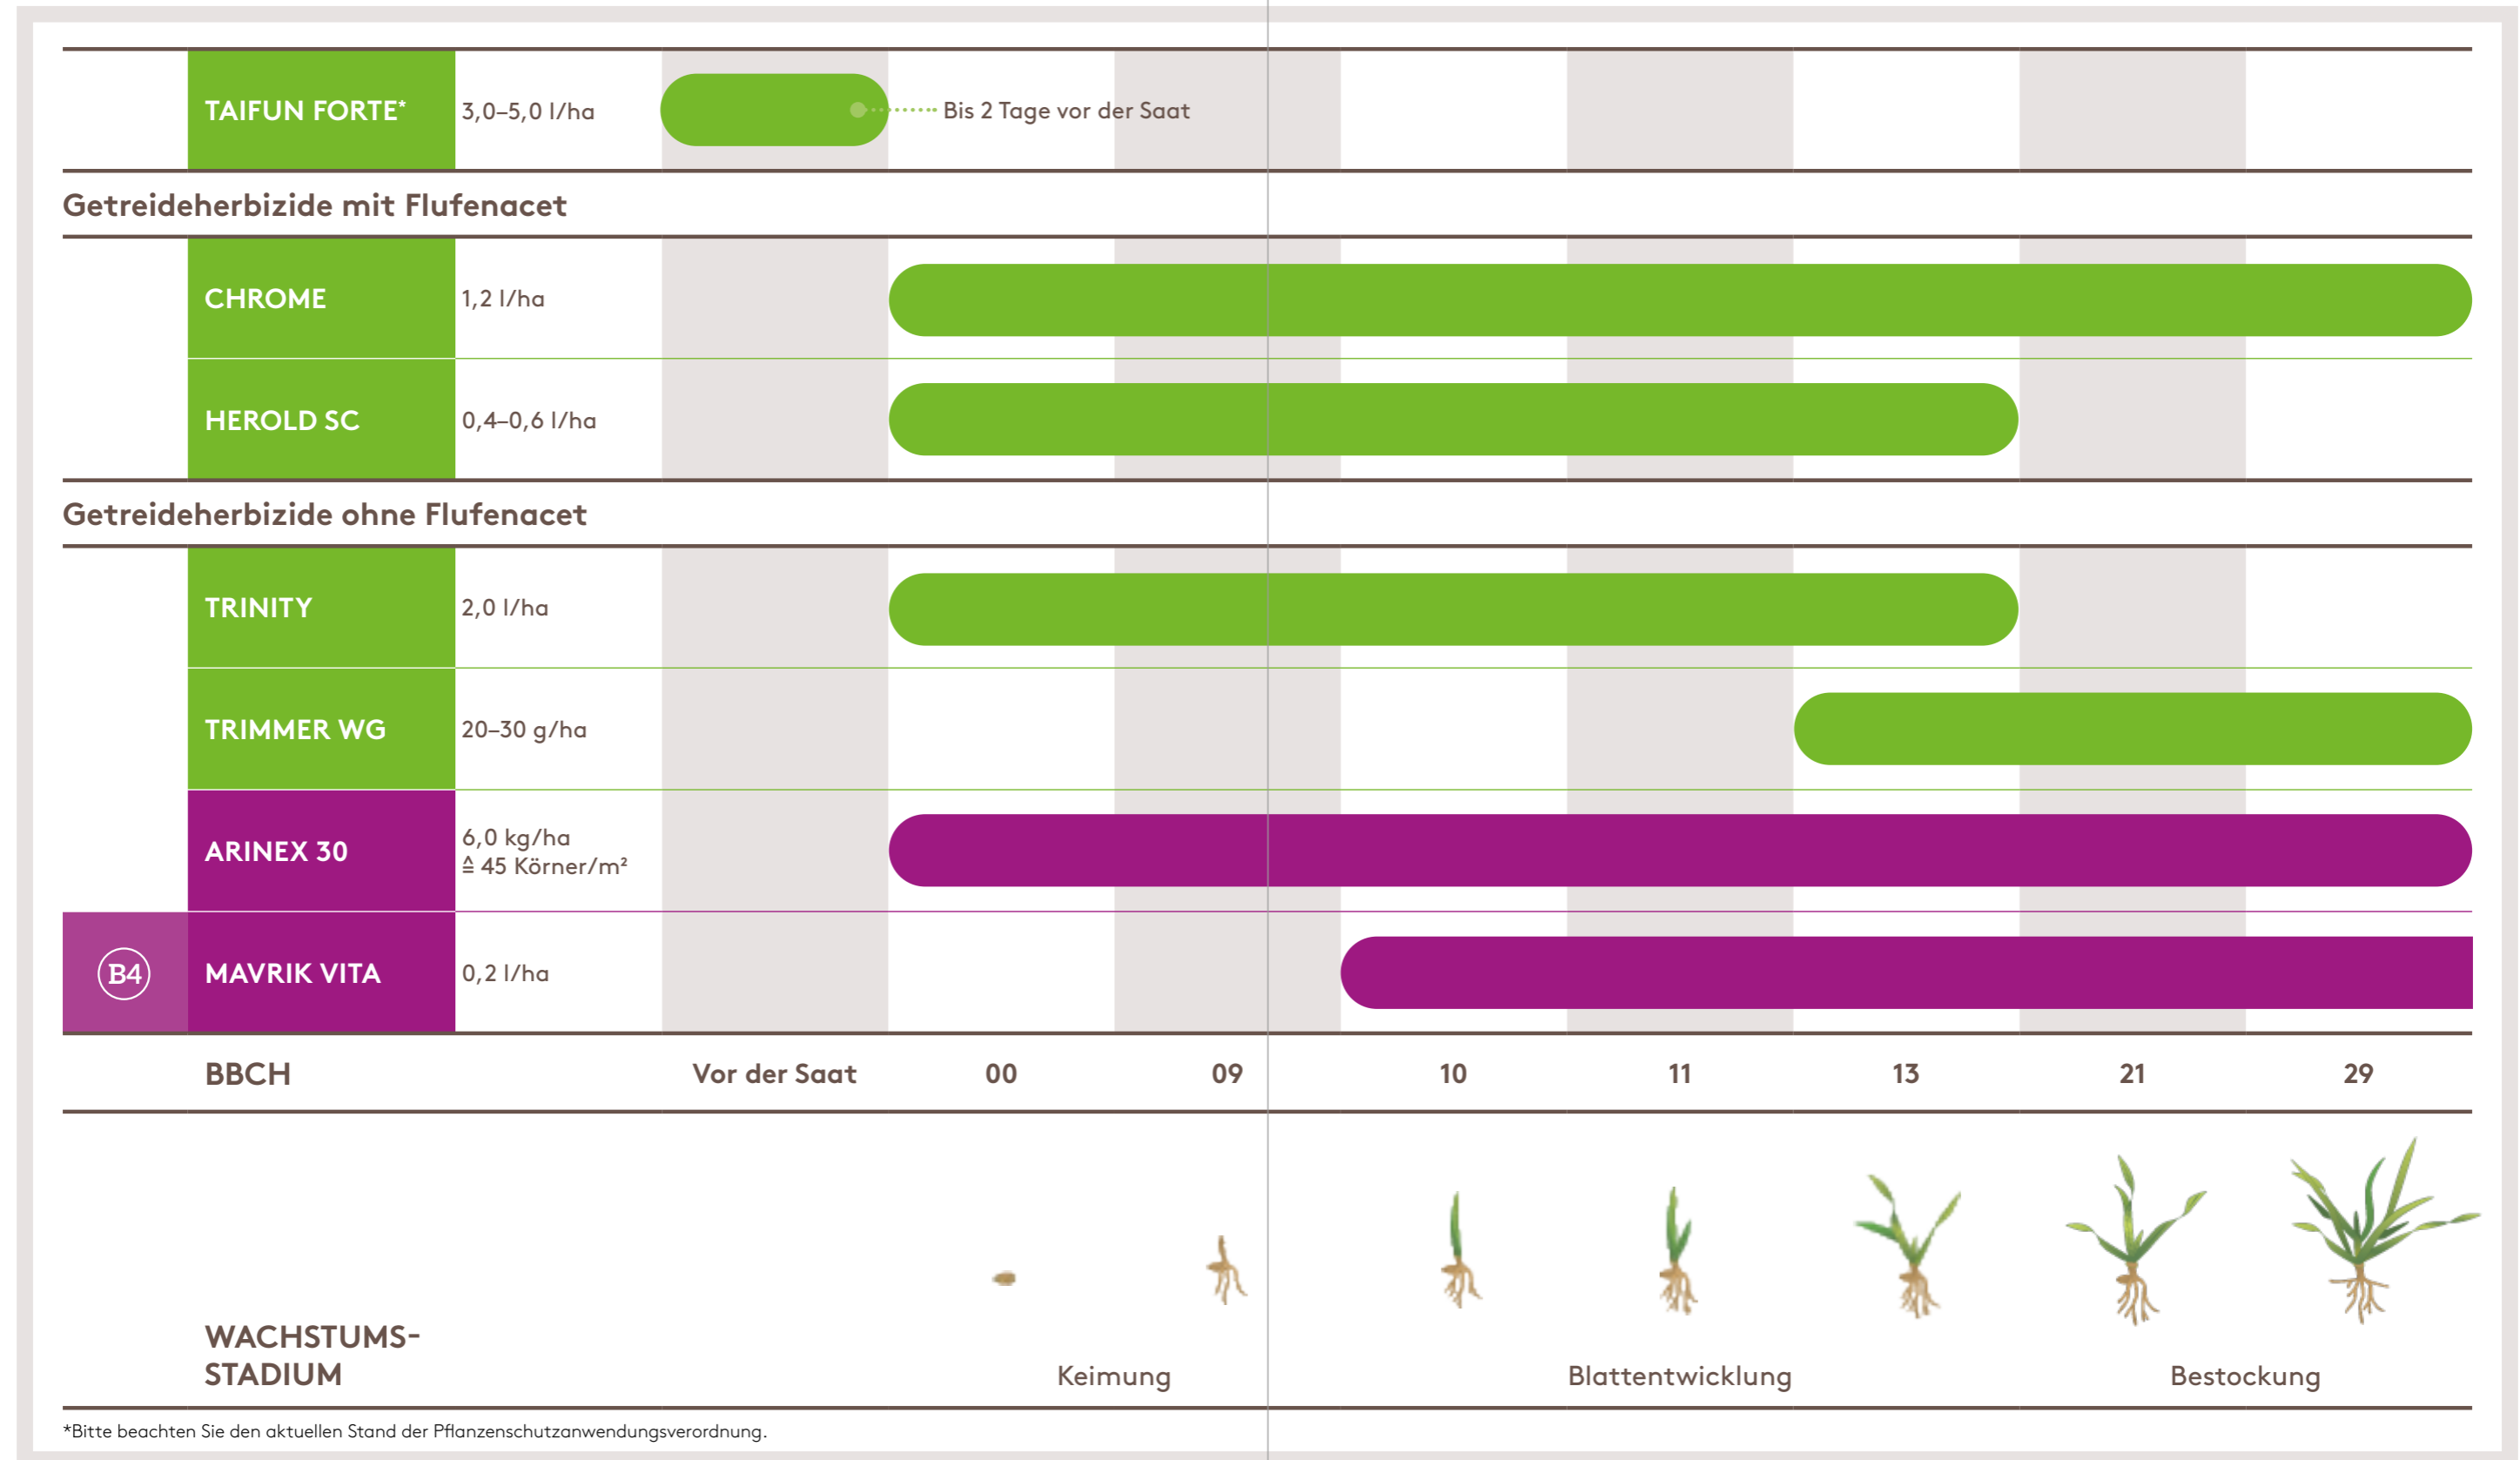 TAIFUN FORTE* 3,0–5,0 l/ha Bis 2 Tage vor der Saat
Getreideherbizide mit Flufenacet
CHROME 1,2 l/ha
HEROLD SC 0,4–0,6 l/ha
Getreideherbizide ohne Flufenacet
TRINITY 2,0 l/ha
TRIMMER WG 20–30 g/ha
ARINEX 30 6,0 kg/ha
≙ 45 Körner/m²
B4 MAVRIK VITA 0,2 l/ha
BBCH Vor der Saat 00 09 10 11 13 21 29
WACHSTUMS-
STADIUM Keimung Blattentwicklung Bestockung
*Bitte beachten Sie den aktuellen Stand der Pflanzenschutzanwendungsverordnung.